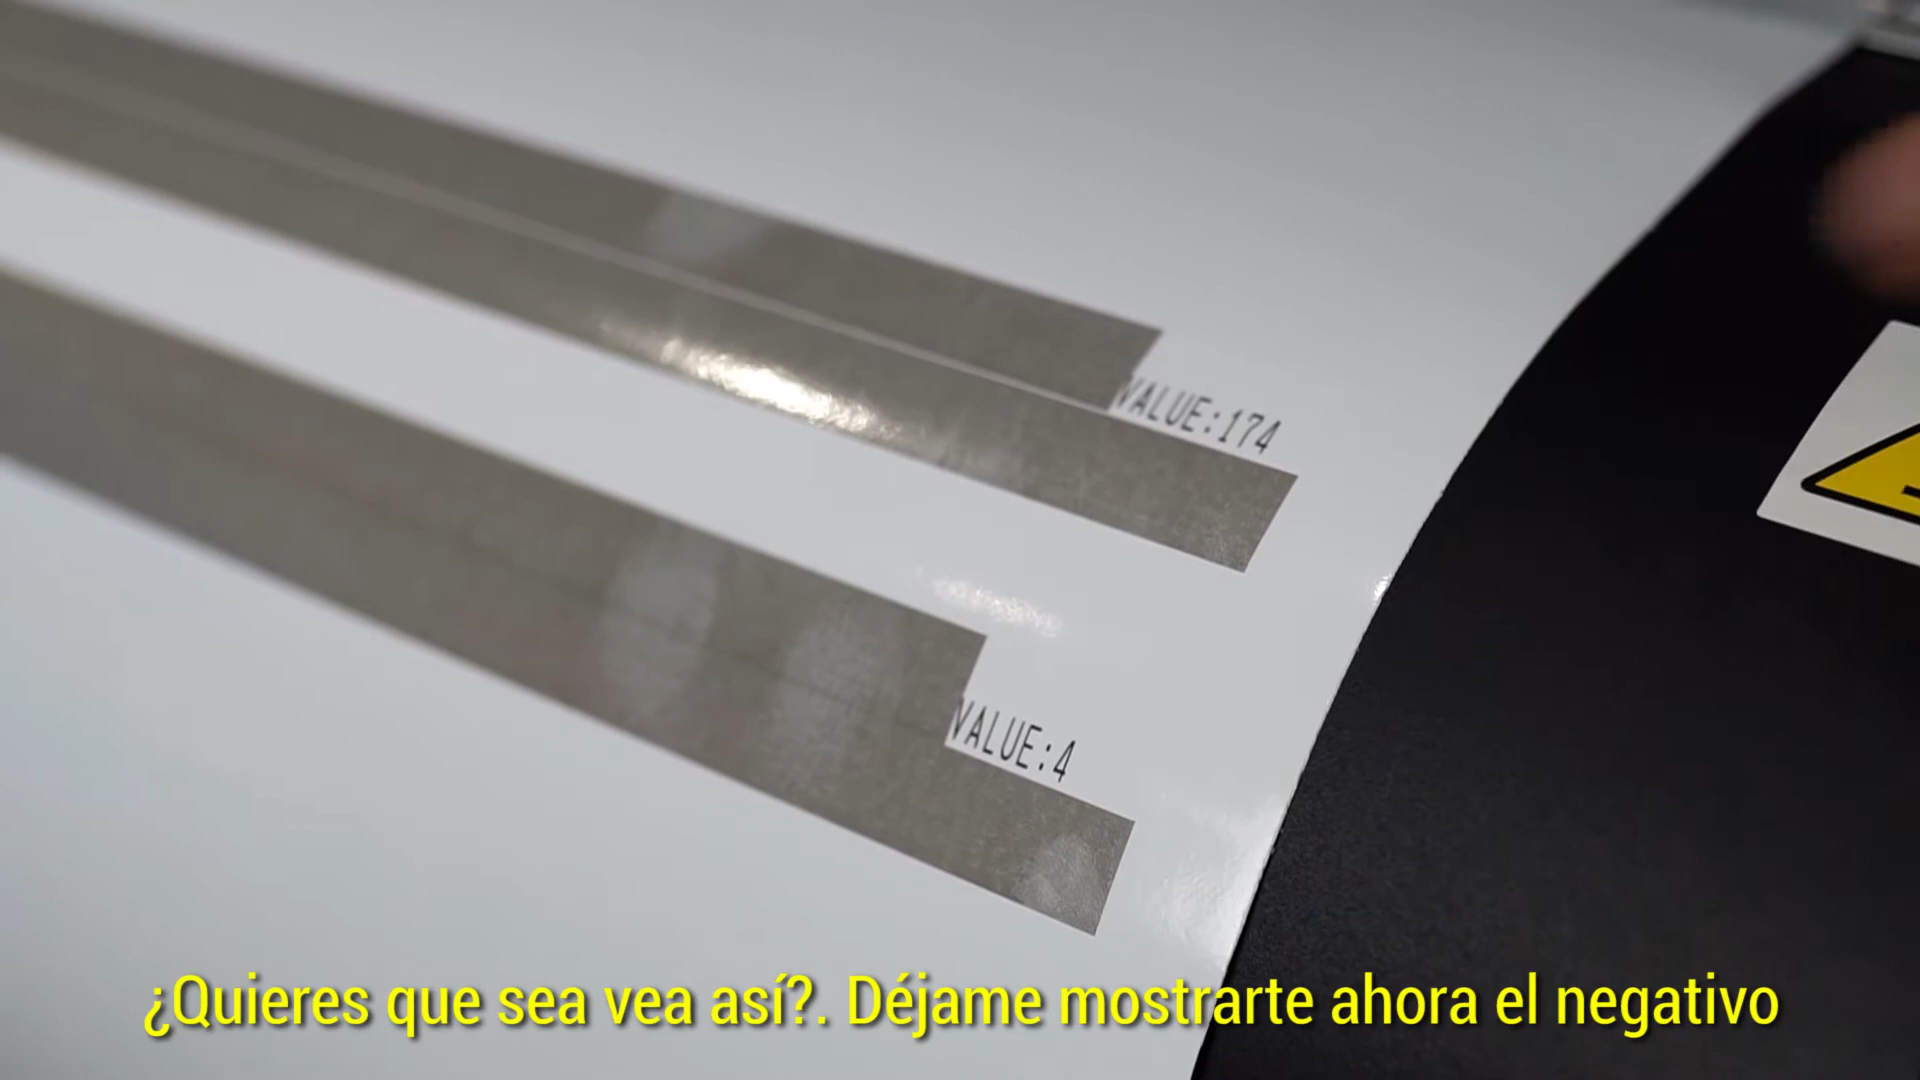 VALUE:174
VALUE:4
¿Quieres que sea vea así?. Déjame mostrarte ahora el negativo